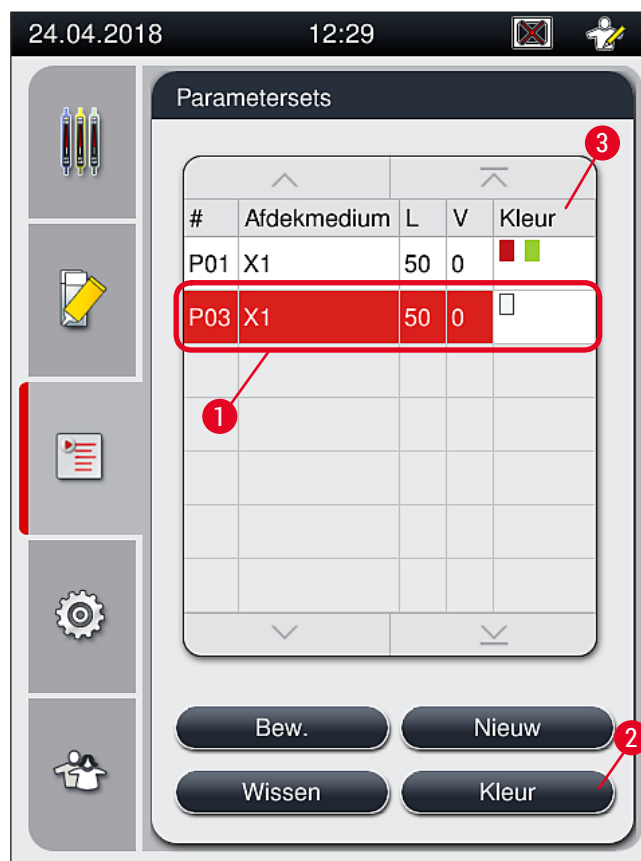 24.04.2018 12:29
Parametersets
3
# Afdekmedium L V Kleur
P01 X1 50 0
P03 X1 50 0
1
Bew. Nieuw
2
Wissen Kleur